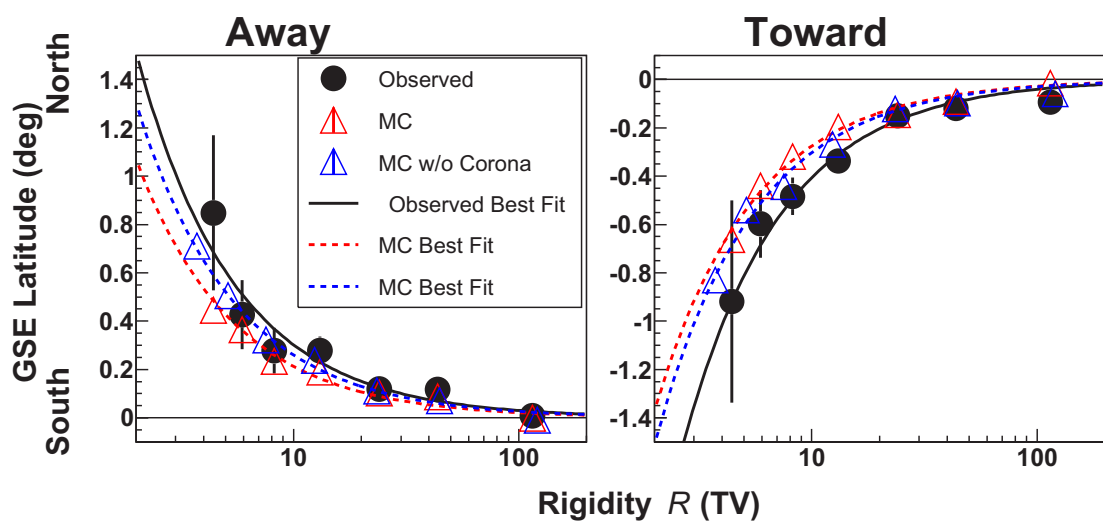 Away
Toward
North
GSE Latitude (deg)
South
1.4
1.2
1
0.8
0.6
0.4
0.2
0
Observed
MC
MC w/o Corona
Observed Best Fit
MC Best Fit
MC Best Fit
0
-0.2
-0.4
-0.6
-0.8
-1
-1.2
-1.4
10
100
10
100
Rigidity R (TV)